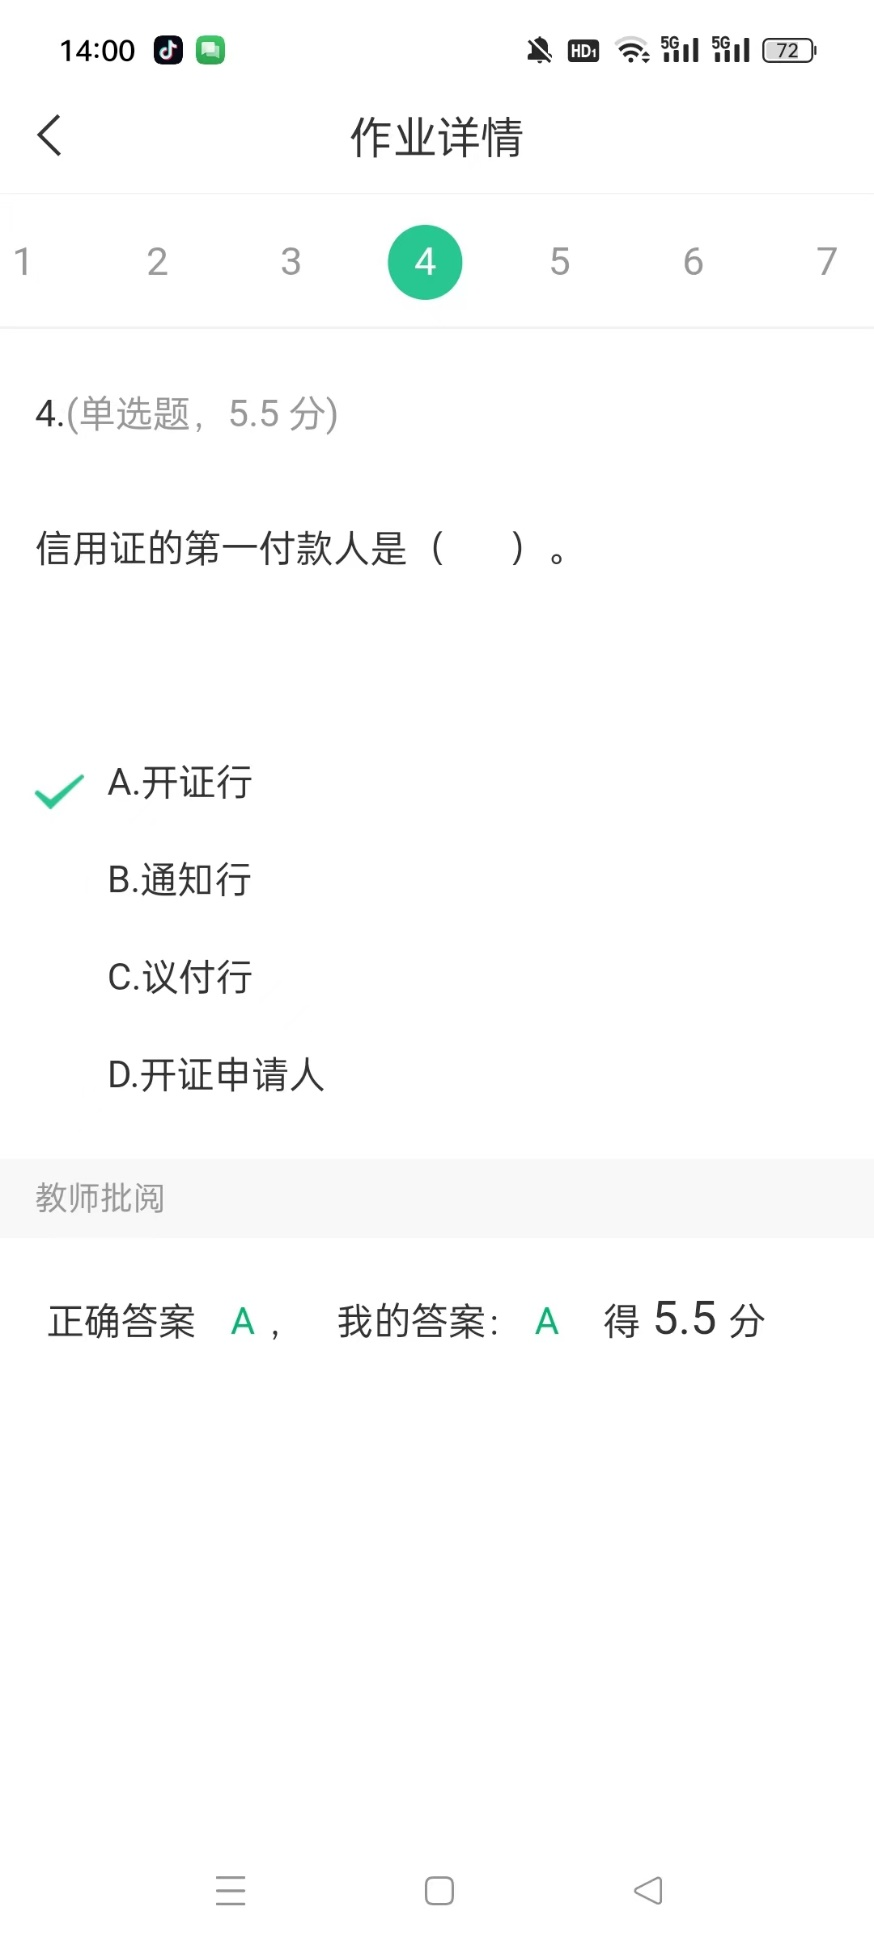 14:00 HD1 5G 5G 72
作业详情
1 2 3 4 5 6 7
4.(单选题，5.5 分)
信用证的第一付款人是（　　）。
A.开证行
B.通知行
C.议付行
D.开证申请人
教师批阅
正确答案 A， 我的答案： A 得 5.5 分